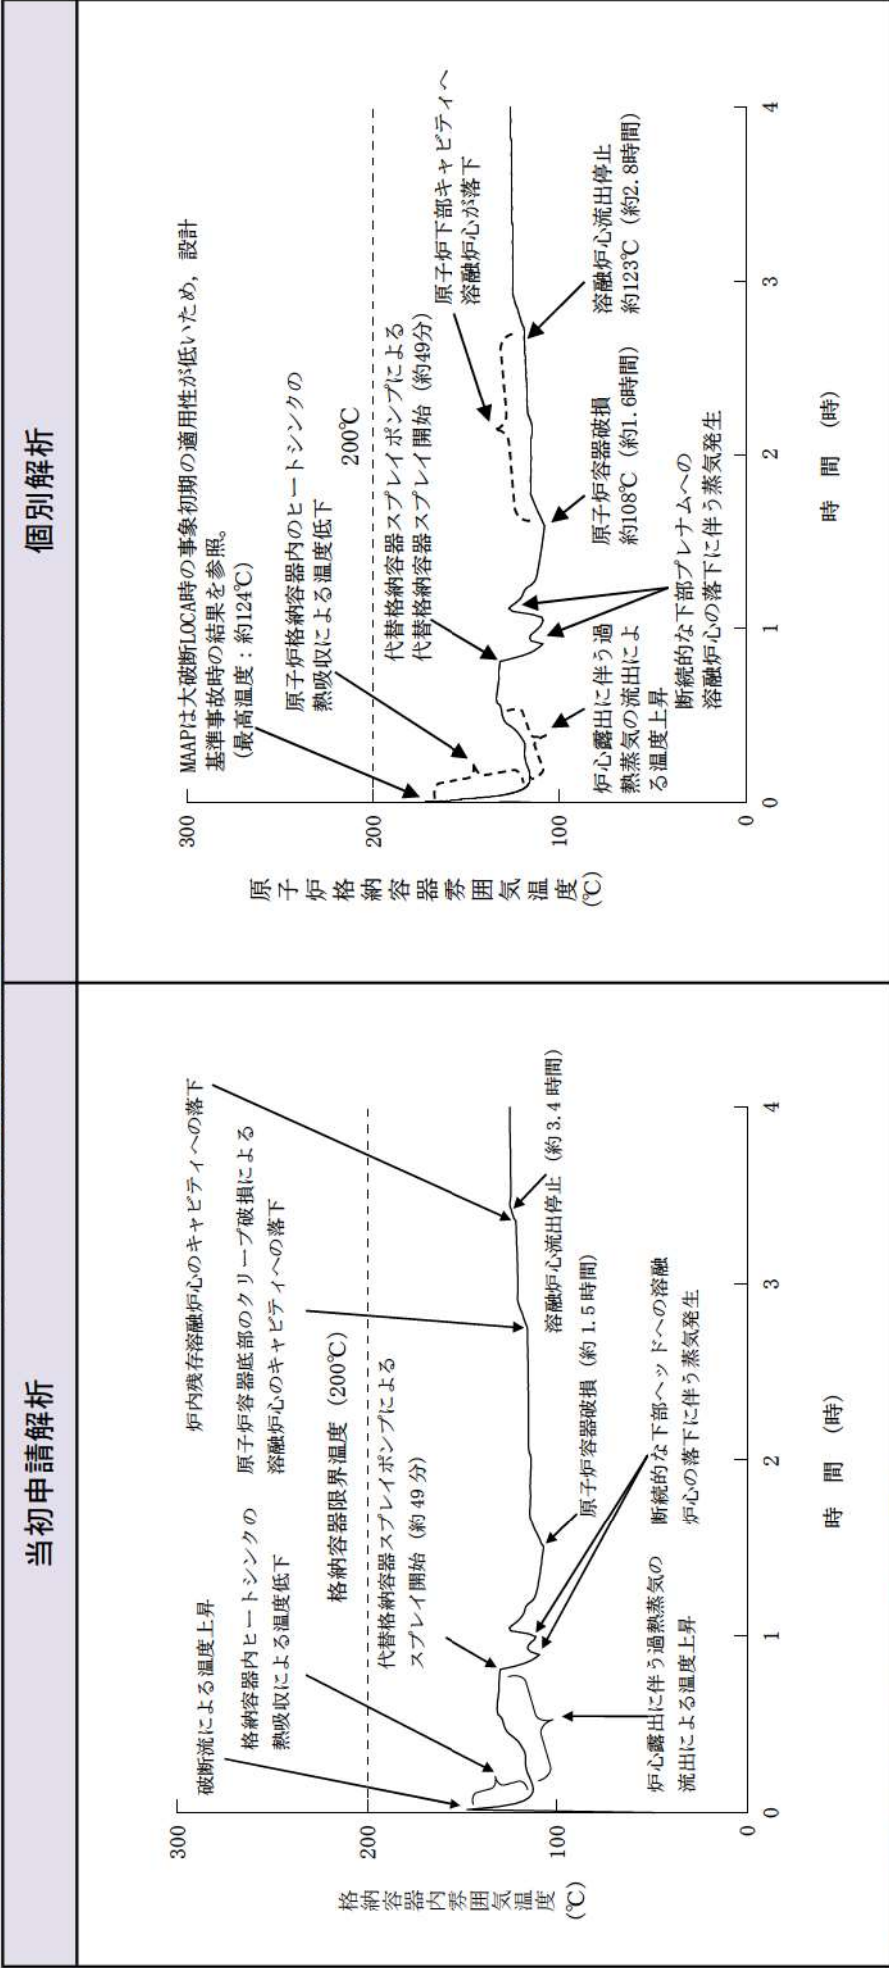 当初申請解析
300
200
100
0
0
1
2
3
4
格納容器内雰囲気温度
(℃)
時 間 (時)
破断流による温度上昇
格納容器内ヒートシンクの
熱吸収による温度低下
炉内残存溶融炉心のキャビティへの落下
原子炉容器底部のクリープ破損による
溶融炉心のキャビティへの落下
格納容器限界温度 (200℃)
代替格納容器スプレイポンプによる
スプレイ開始 (約 49 分)
溶融炉心流出停止 (約 3.4 時間)
原子炉容器破損 (約 1.5 時間)
断続的な下部ヘッドへの溶融
炉心の落下に伴う蒸気発生
炉心露出に伴う過熱蒸気の
流出による温度上昇
個別解析
300
200
100
0
0
1
2
3
4
原子炉格納容器雰囲気温度
(℃)
時 間 (時)
MAAPは大破断LOCA時の事象初期の適用性が低いため, 設計
基準事故時の結果を参照。
(最高温度:約124℃)
原子炉格納容器内のヒートシンクの
熱吸収による温度低下
200℃
代替格納容器スプレイポンプによる
代替格納容器スプレイ開始 (約49分)
原子炉下部キャビティへ
溶融炉心が落下
溶融炉心流出停止
約123℃ (約2.8時間)
原子炉容器破損
約108℃ (約1.6時間)
断続的な下部プレナムへの
溶融炉心の落下に伴う蒸気発生
炉心露出に伴う過
熱蒸気の流出によ
る温度上昇